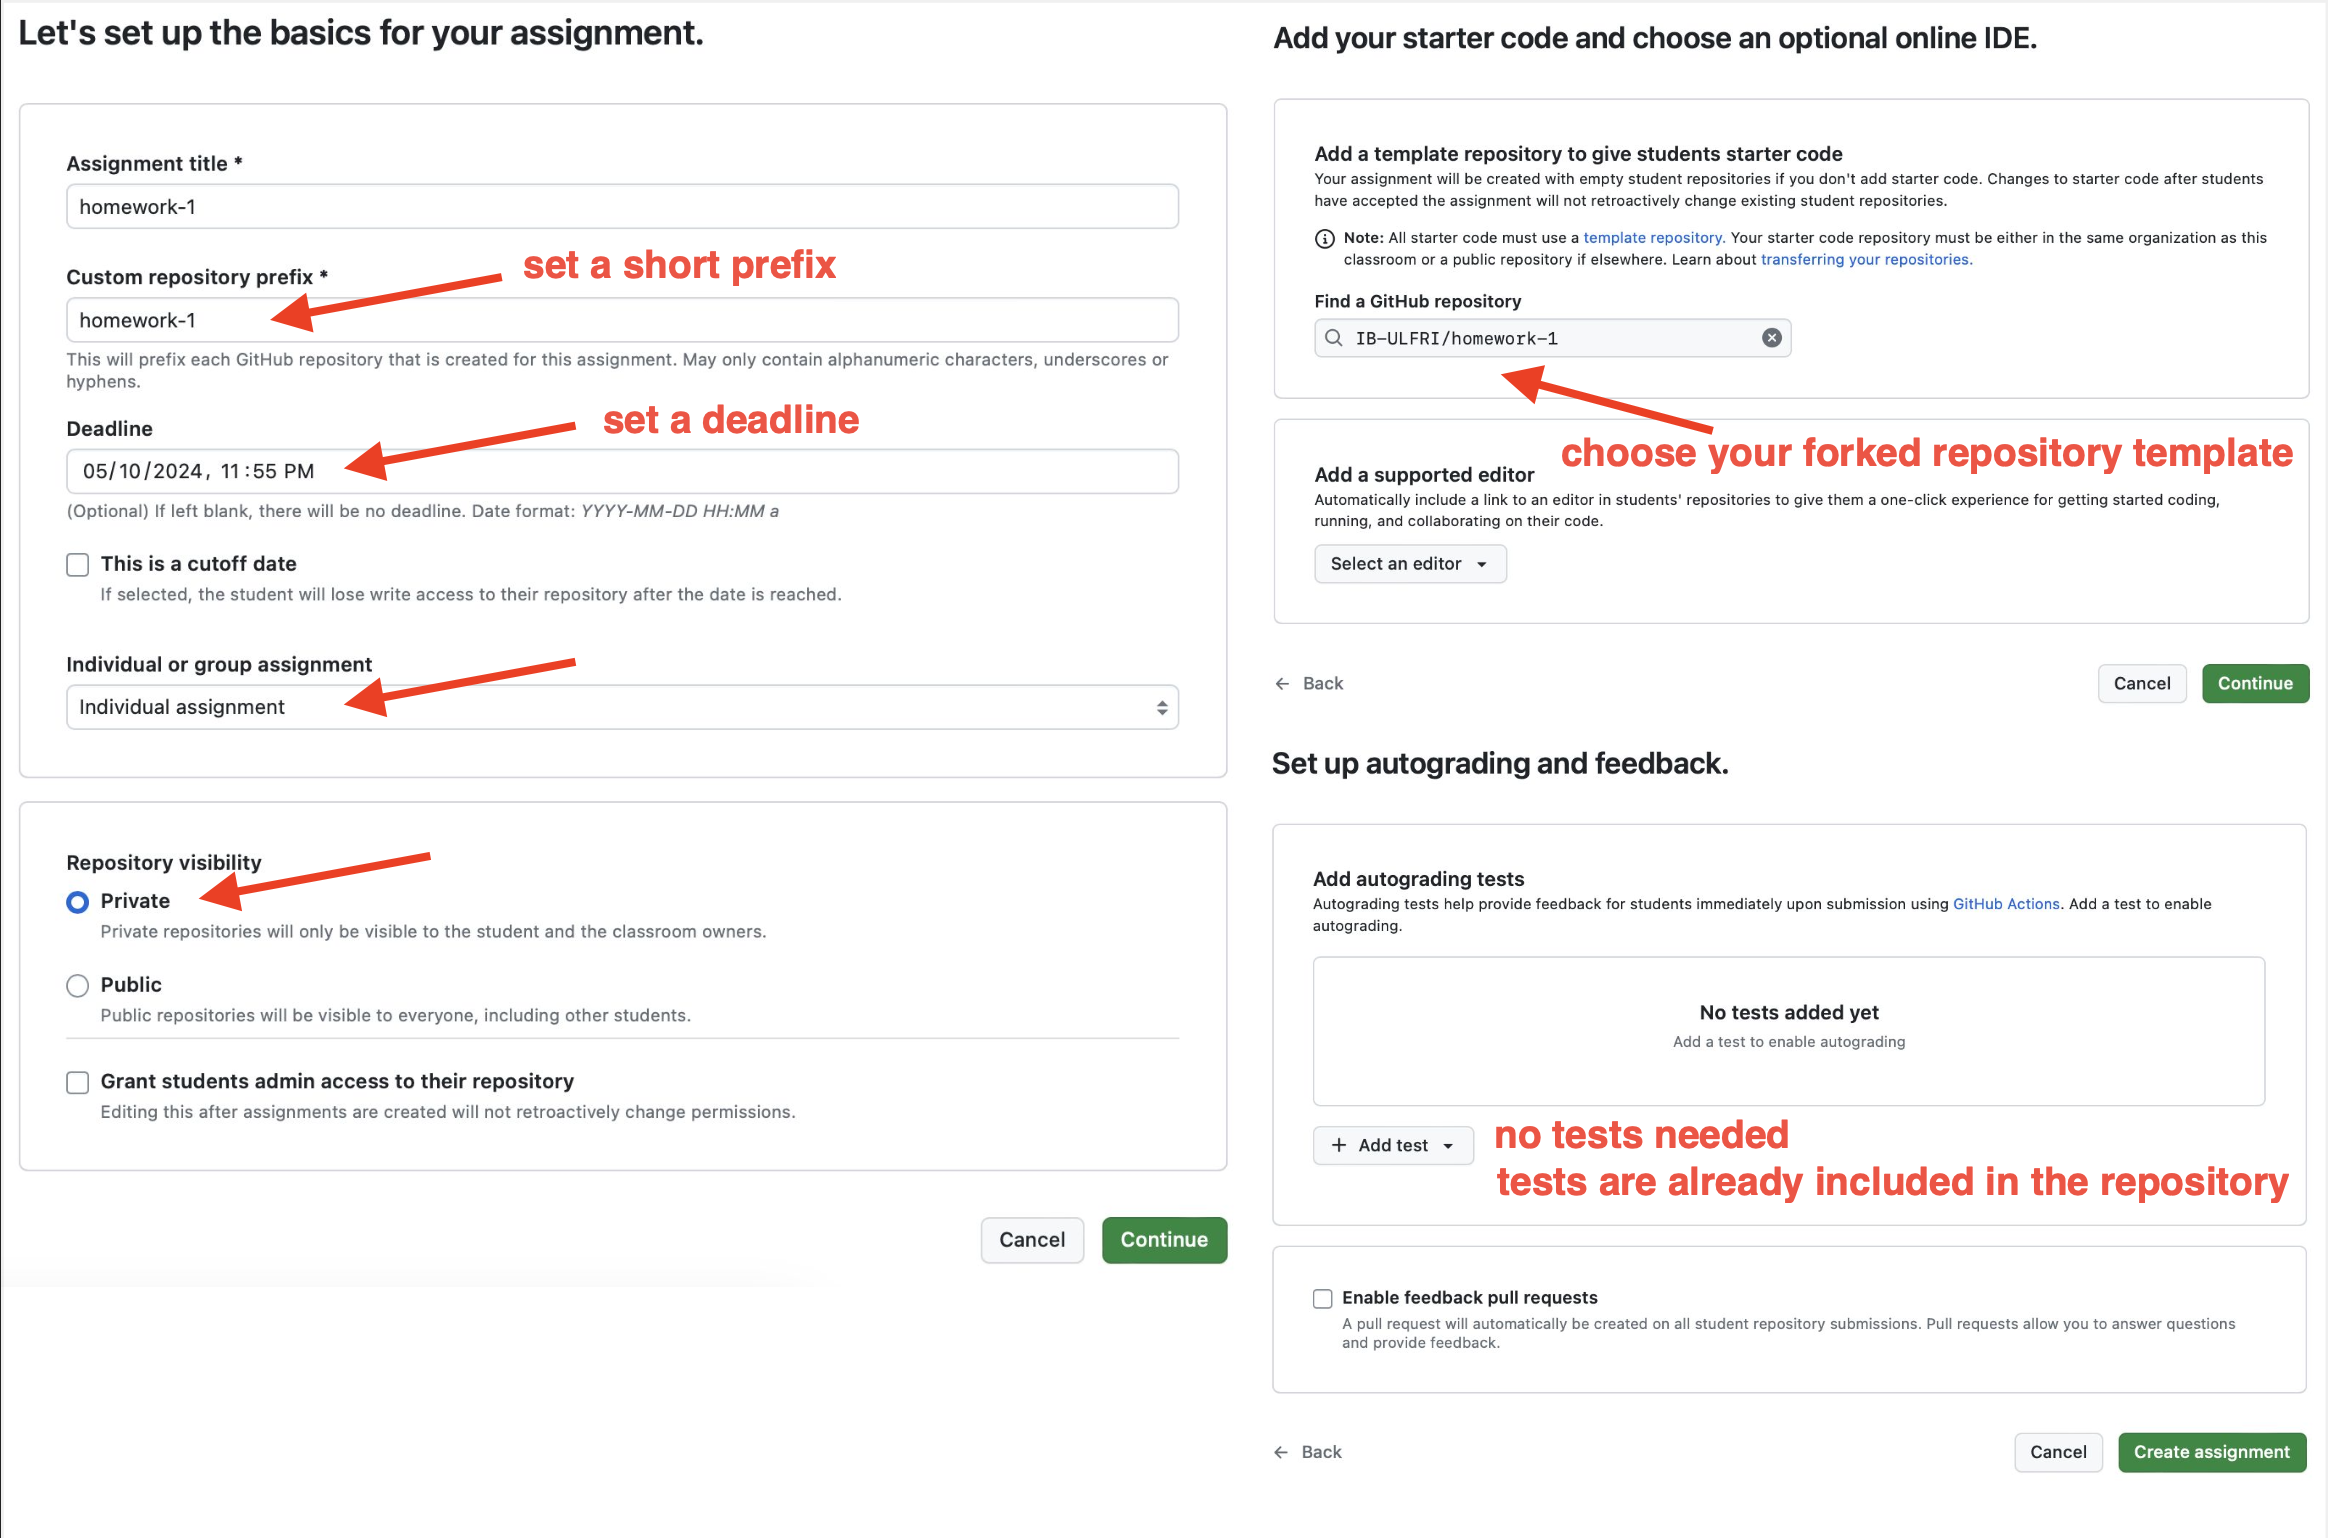 Let's set up the basics for your assignment.
Assignment title *
homework-1
Custom repository prefix *
set a short prefix
homework-1
This will prefix each GitHub repository that is created for this assignment. May only contain alphanumeric characters, underscores or
hyphens.
Deadline
set a deadline
05/10/2024, 11:55 PM
(Optional) If left blank, there will be no deadline. Date format: YYYY-MM-DD HH:MM a
This is a cutoff date
If selected, the student will lose write access to their repository after the date is reached.
Individual or group assignment
Individual assignment
Repository visibility
Private
Private repositories will only be visible to the student and the classroom owners.
Public
Public repositories will be visible to everyone, including other students.
Grant students admin access to their repository
Editing this after assignments are created will not retroactively change permissions.
Cancel
Continue
Add your starter code and choose an optional online IDE.
Add a template repository to give students starter code
Your assignment will be created with empty student repositories if you don't add starter code. Changes to starter code after students
have accepted the assignment will not retroactively change existing student repositories.
Note: All starter code must use a template repository. Your starter code repository must be either in the same organization as this
classroom or a public repository if elsewhere. Learn about transferring your repositories.
Find a GitHub repository
IB-ULFRI/homework-1
choose your forked repository template
Add a supported editor
Automatically include a link to an editor in students' repositories to give them a one-click experience for getting started coding,
running, and collaborating on their code.
Select an editor
← Back
Cancel
Continue
Set up autograding and feedback.
Add autograding tests
Autograding tests help provide feedback for students immediately upon submission using GitHub Actions. Add a test to enable
autograding.
No tests added yet
Add a test to enable autograding
+ Add test
no tests needed
tests are already included in the repository
Enable feedback pull requests
A pull request will automatically be created on all student repository submissions. Pull requests allow you to answer questions
and provide feedback.
← Back
Cancel
Create assignment